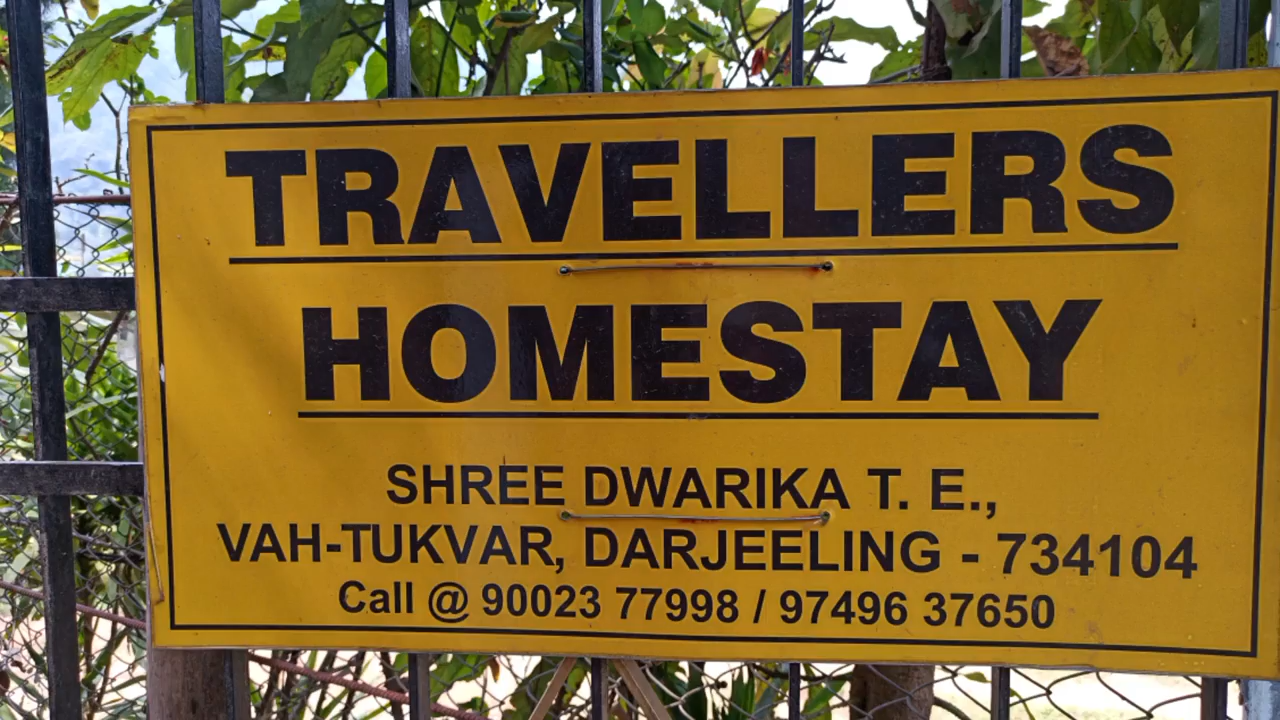 TRAVELLERS
HOMESTAY
SHREE DWARIKA T. E.,
VAH-TUKVAR, DARJEELING - 734104
Call @ 90023 77998 / 97496 37650